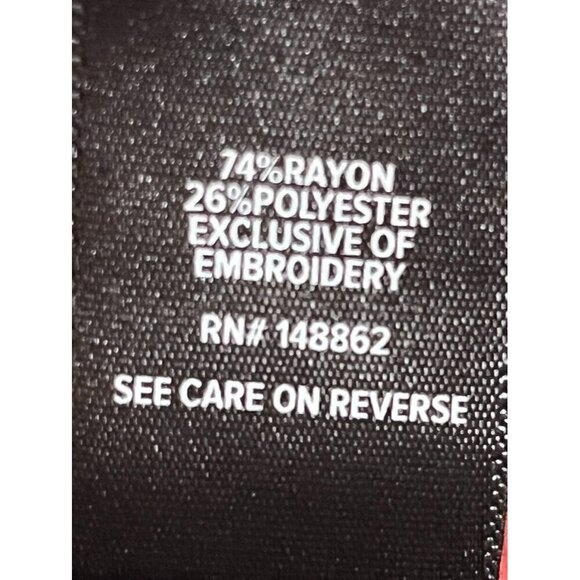 74%RAYON
26%POLYESTER
EXCLUSIVE OF
EMBROIDERY
RN# 148862
SEE CARE ON REVERSE